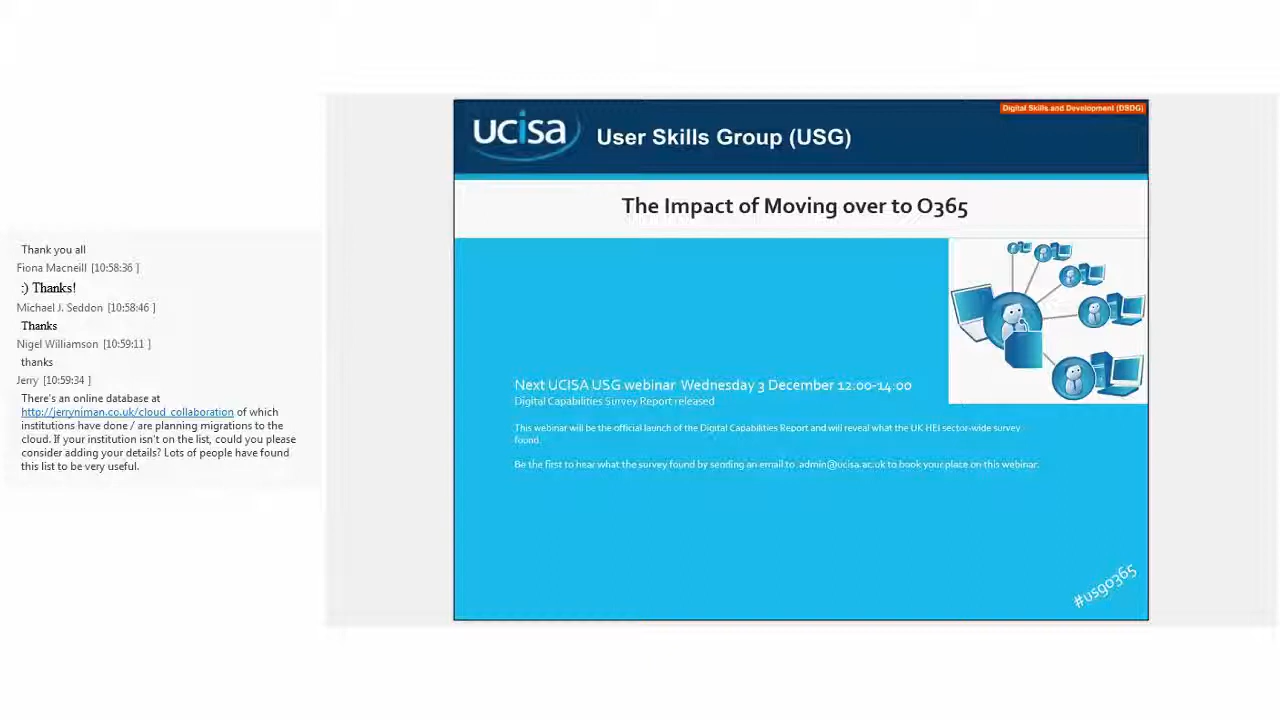 Thank you all
Fiona Macneill [10:58:36 ]
:) Thanks!
Michael J. Seddon [10:58:46 ]
Thanks
Nigel Williamson [10:59:11 ]
thanks
Jerry [10:59:34 ]
There's an online database at
http://jerryniman.co.uk/cloud_collaboration of which
institutions have done / are planning migrations to the
cloud. If your institution isn't on the list, could you please
consider adding your details? Lots of people have found
this list to be very useful.
Digital Skills and Development (DSDG)
ucisa User Skills Group (USG)
The Impact of Moving over to O365
Next UCISA USG webinar Wednesday 3 December 12.00-14.00
Digital Capabilities Survey Report released
This webinar will be the official launch of the Digital Capabilities Report and will reveal what the UK HEI sector-wide survey
found.
Be the first to hear what the survey found by sending an email to admin@ucisa.ac.uk to book your place on this webinar.
#usgo365